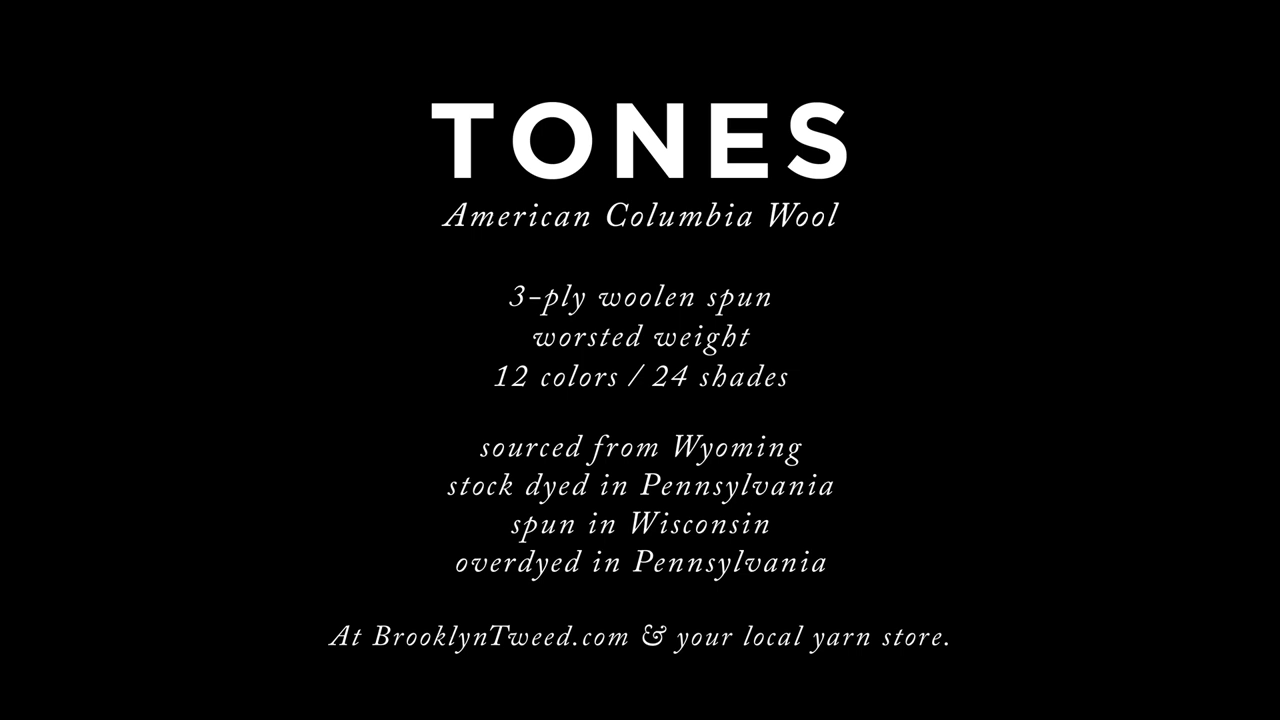 TONES
American Columbia Wool
3-ply woolen spun
worsted weight
12 colors / 24 shades
sourced from Wyoming
stock dyed in Pennsylvania
spun in Wisconsin
overdyed in Pennsylvania
At BrooklynTweed.com & your local yarn store.